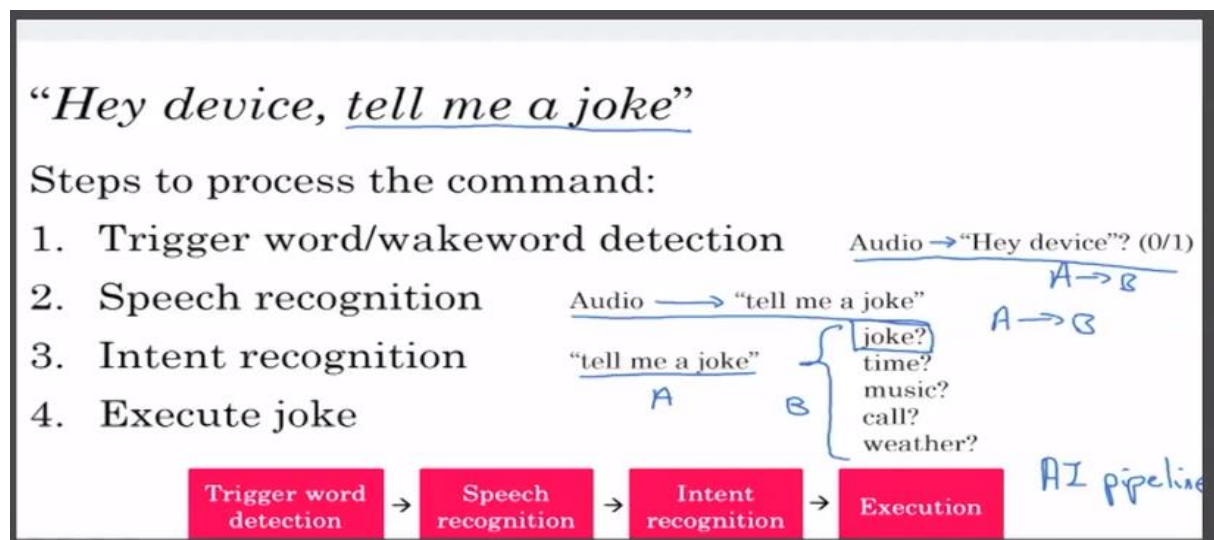 “Hey device, tell me a joke”
Steps to process the command:
1. Trigger word/wakeword detection Audio → “Hey device”? (0/1)
A → B
2. Speech recognition Audio → “tell me a joke”
A → B
3. Intent recognition “tell me a joke”
A
B
joke?
time?
music?
call?
weather?
4. Execute joke
AI pipeline
Trigger word
detection
→
Speech
recognition
→
Intent
recognition
→
Execution